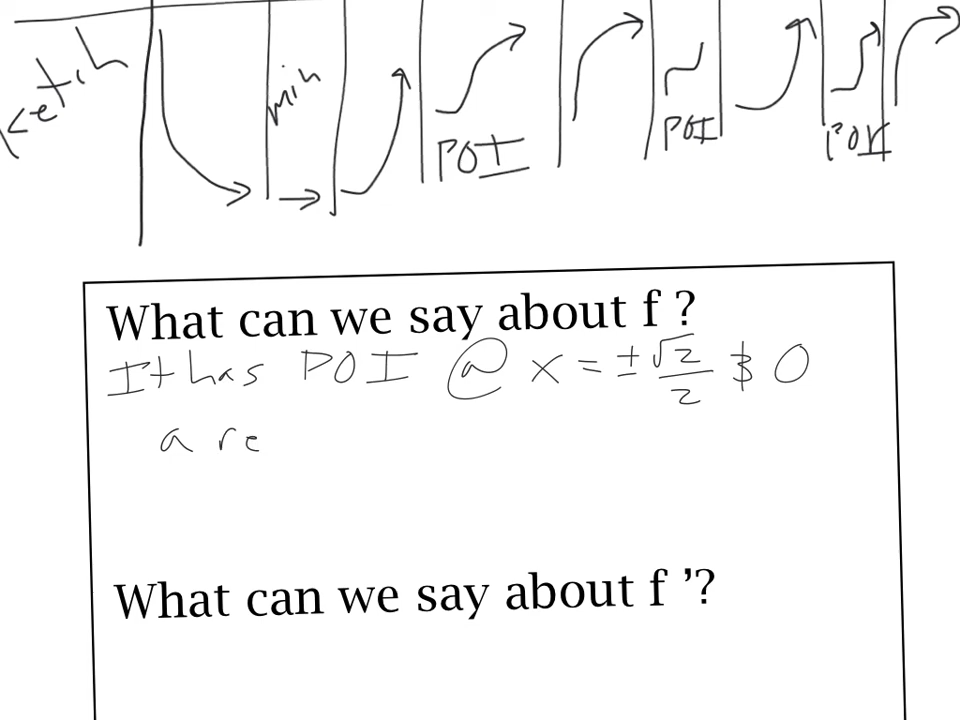 ketch
min
POI
POI
POI
What can we say about f ?
It has POI @ x = ± √2/2 & 0
are
What can we say about f ’?